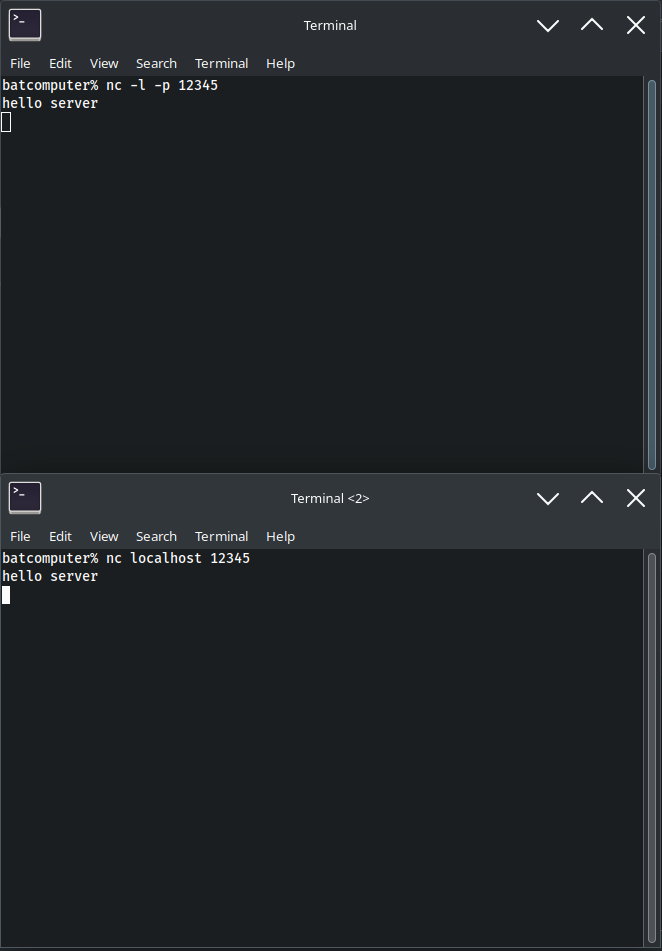 >_
Terminal
File Edit View Search Terminal Help
batcomputer% nc -l -p 12345
hello server
>_
Terminal <2>
File Edit View Search Terminal Help
batcomputer% nc localhost 12345
hello server